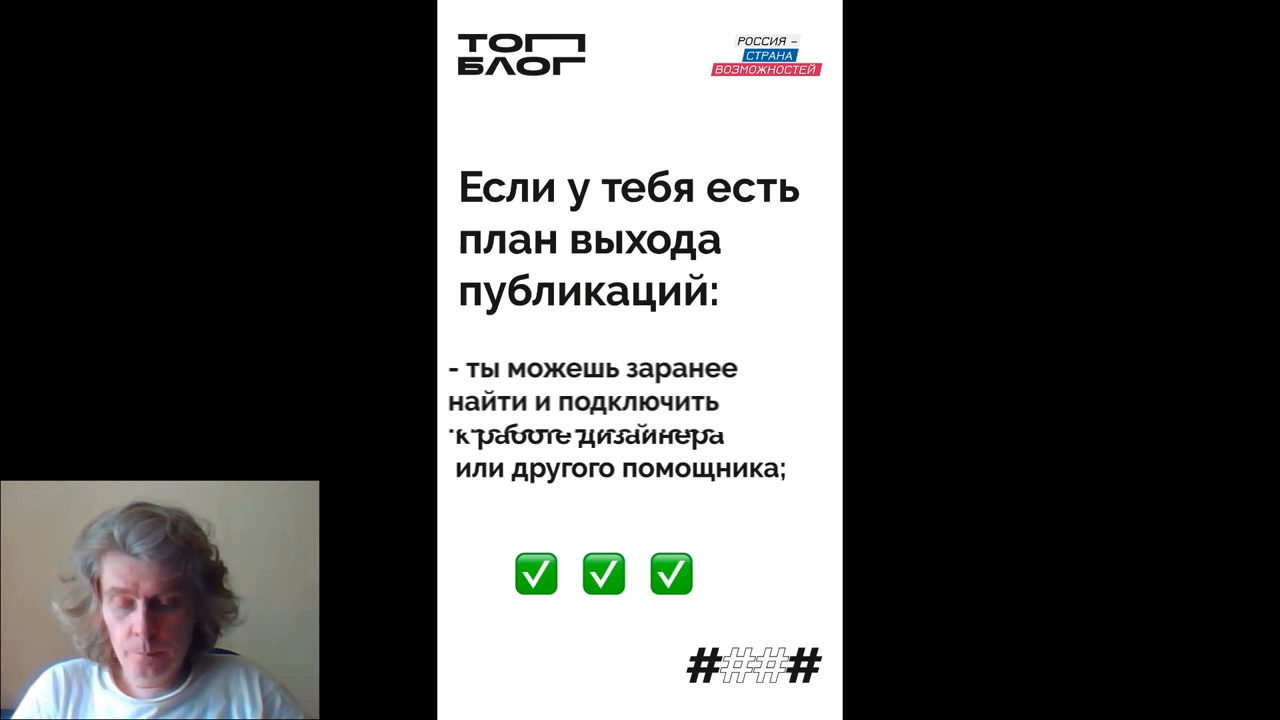 ТОП
БЛОГ
РОССИЯ –
СТРАНА
ВОЗМОЖНОСТЕЙ
Если у тебя есть
план выхода
публикаций:
- ты можешь заранее
найти и подключить
к работе дизайнера
или другого помощника;
####